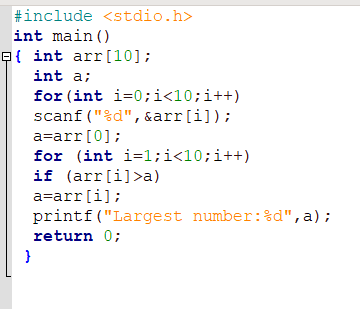 #include <stdio.h>
int main()
{ int arr[10];
int a;
for(int i=0;i<10;i++)
scanf("%d",&arr[i]);
a=arr[0];
for (int i=1;i<10;i++)
if (arr[i]>a)
a=arr[i];
printf("Largest number:%d",a);
return 0;
}